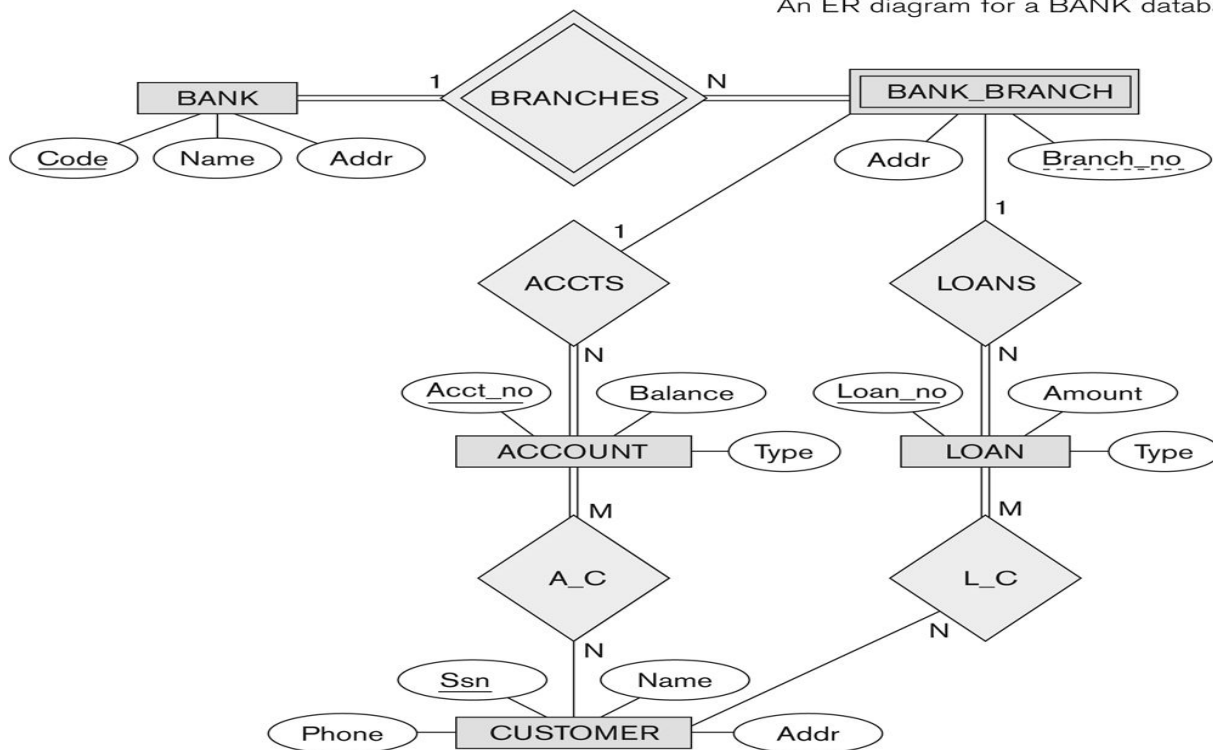 An ER diagram for a BANK datab
1 N
BANK BRANCHES BANK_BRANCH
Code Name Addr Addr Branch_no
1 1
ACCTS LOANS
N N
Acct_no Balance Loan_no Amount
ACCOUNT Type LOAN Type
M M
A_C L_C
N N
Ssn Name
Phone CUSTOMER Addr